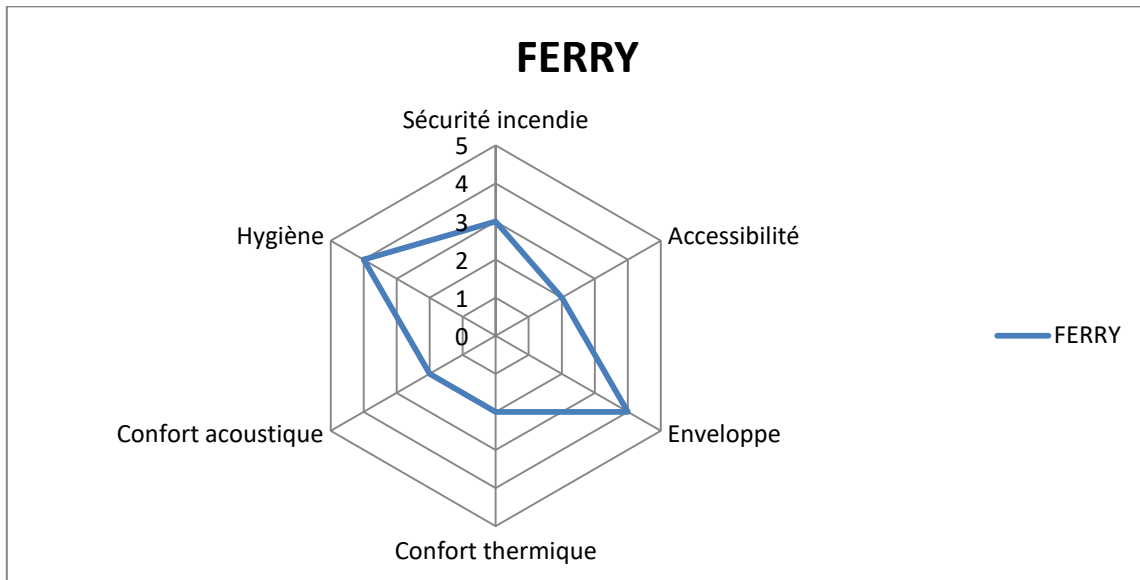 FERRY
Sécurité incendie
5
4
3
2
1
0
Accessibilité
Enveloppe
Confort thermique
Confort acoustique
Hygiène
FERRY